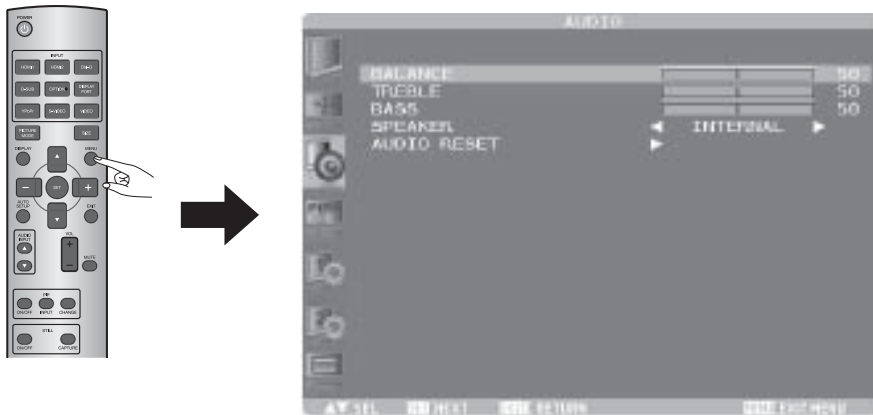 POWER
INPUT
HDMI1 HDMI2 DVI-D
D-SUB OPTION DISPLAY PORT
YPbPr S-VIDEO VIDEO
PICTURE MODE SIZE
DISPLAY MENU
SET
AUTO SETUP EXIT
AUDIO INPUT VOL
MUTE
PIP
ON/OFF INPUT CHANGE
STILL
ON/OFF CAPTURE
AUDIO
BALANCE 50
TREBLE 50
BASS 50
SPEAKER INTERNAL
AUDIO RESET
SEL NEXT RETURN EXIT MENU